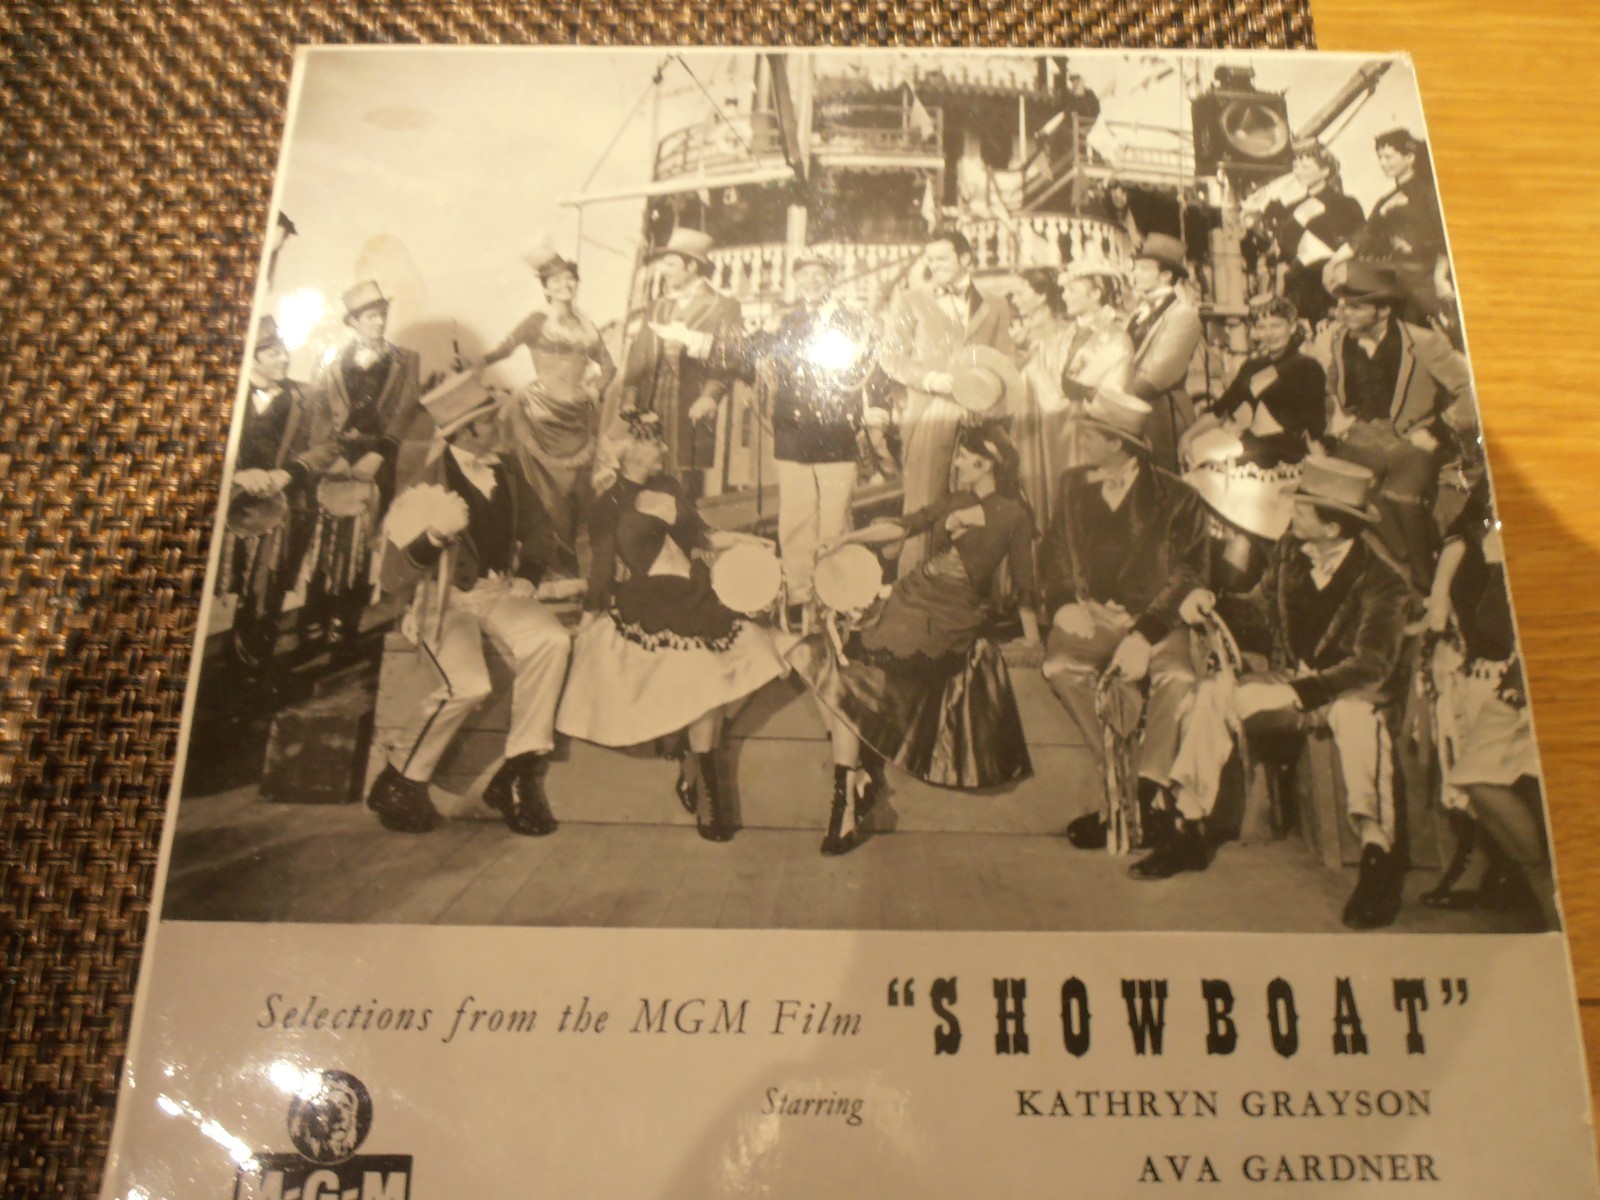 Selections from the MGM Film “SHOWBOAT”
Starring KATHRYN GRAYSON
AVA GARDNER
M-G-M